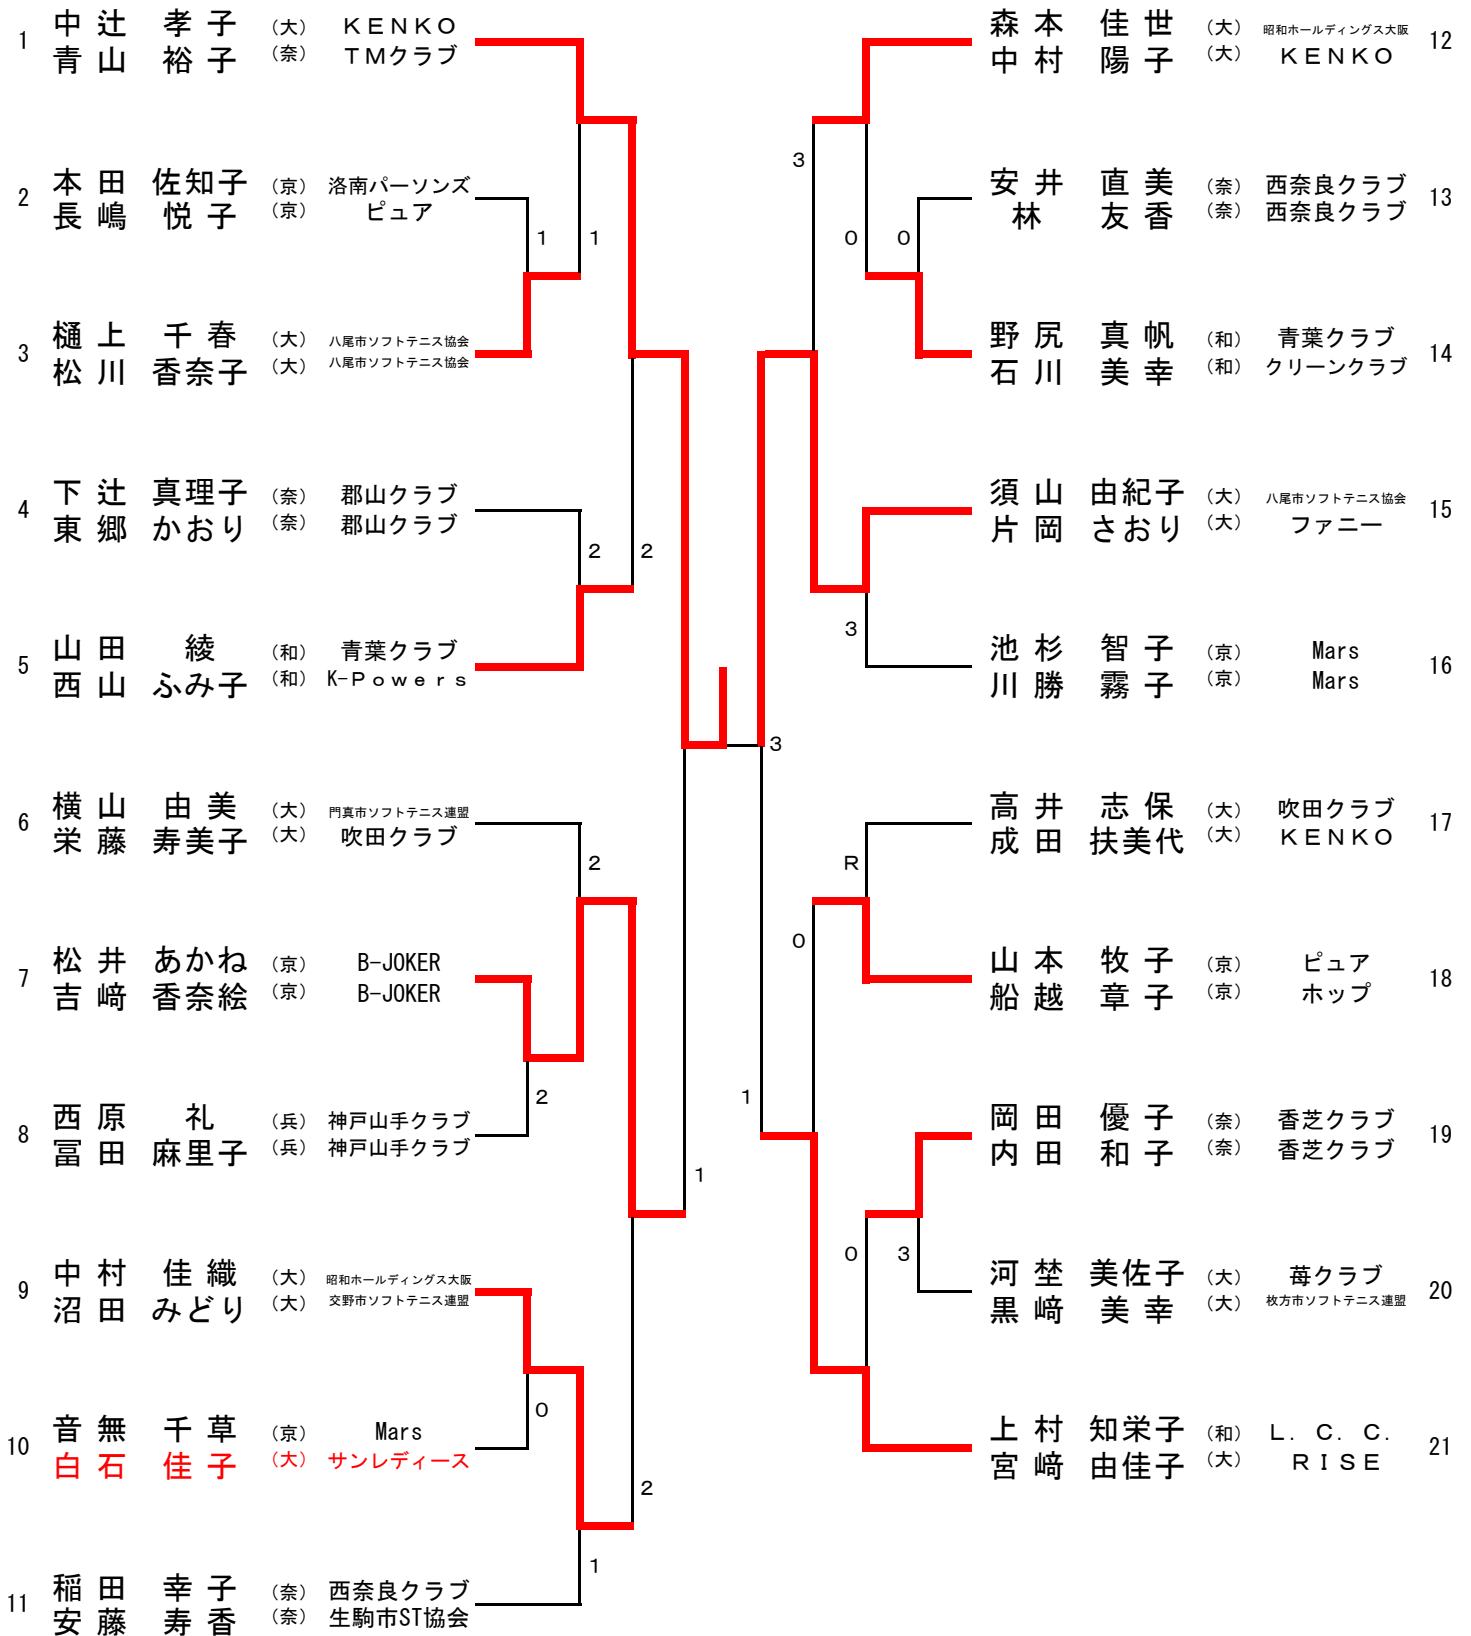 1 中辻 孝子 (大) KENKO
青山 裕子 (奈) TMクラブ
2 本田 佐知子 (京) 洛南パーソンズ
長嶋 悦子 (京) ピュア
1 1
3 樋上 千春 (大) 八尾市ソフトテニス協会
松川 香奈子 (大) 八尾市ソフトテニス協会
4 下辻 真理子 (奈) 郡山クラブ
東郷 かおり (奈) 郡山クラブ
2 2
5 山田 綾 (和) 青葉クラブ
西山 ふみ子 (和) K-Powers
6 横山 由美 (大) 門真市ソフトテニス連盟
栄藤 寿美子 (大) 吹田クラブ
2
7 松井 あかね (京) B-JOKER
吉﨑 香奈絵 (京) B-JOKER
2
8 西原 礼 (兵) 神戸山手クラブ
冨田 麻里子 (兵) 神戸山手クラブ
1
9 中村 佳織 (大) 昭和ホールディングス大阪
沼田 みどり (大) 交野市ソフトテニス連盟
0
10 音無 千草 (京) Mars
白石 佳子 (大) サンレディース
2
1
11 稲田 幸子 (奈) 西奈良クラブ
安藤 寿香 (奈) 生駒市ST協会
森本 佳世 (大) 昭和ホールディングス大阪 12
中村 陽子 (大) KENKO
3
安井 直美 (奈) 西奈良クラブ 13
林 友香 (奈) 西奈良クラブ
0 0
野尻 真帆 (和) 青葉クラブ 14
石川 美幸 (和) クリーンクラブ
須山 由紀子 (大) 八尾市ソフトテニス協会 15
片岡 さおり (大) ファニー
3
池杉 智子 (京) Mars 16
川勝 霧子 (京) Mars
3
高井 志保 (大) 吹田クラブ 17
成田 扶美代 (大) KENKO
R
0
山本 牧子 (京) ピュア 18
船越 章子 (京) ホップ
1
岡田 優子 (奈) 香芝クラブ 19
内田 和子 (奈) 香芝クラブ
0 3
河埜 美佐子 (大) 苺クラブ 20
黒﨑 美幸 (大) 枚方市ソフトテニス連盟
上村 知栄子 (和) L.C.C. 21
宮﨑 由佳子 (大) RISE